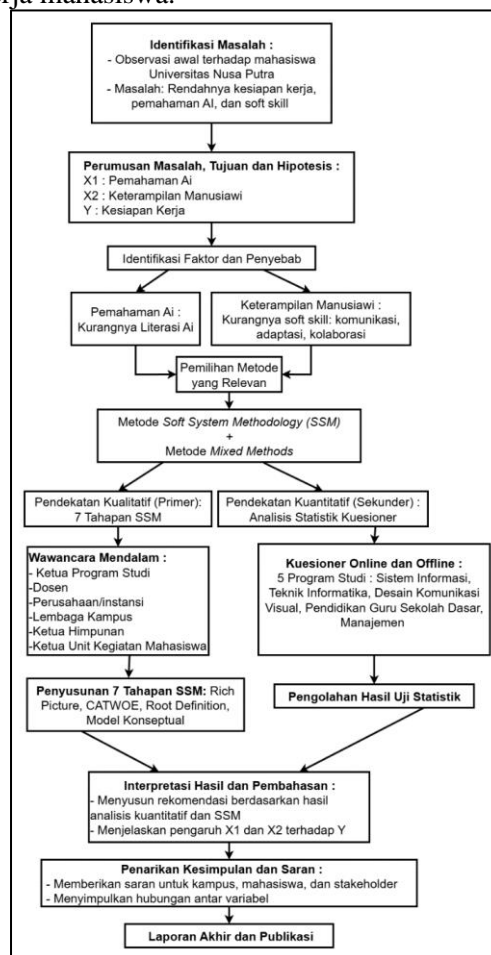 mahasiswa.
Identifikasi Masalah :
- Observasi awal terhadap mahasiswa
Universitas Nusa Putra
- Masalah: Rendahnya kesiapan kerja,
pemahaman AI, dan soft skill
Perumusan Masalah, Tujuan dan Hipotesis :
X1 : Pemahaman Ai
X2 : Keterampilan Manusiawi
Y : Kesiapan Kerja
Identifikasi Faktor dan Penyebab
Pemahaman Ai :
Kurangnya Literasi Ai
Keterampilan Manusiawi :
Kurangnya soft skill: komunikasi,
adaptasi, kolaborasi
Pemilihan Metode
yang Relevan
Metode Soft System Methodology (SSM)
+
Metode Mixed Methods
Pendekatan Kualitatif (Primer):
7 Tahapan SSM
Pendekatan Kuantitatif (Sekunder) :
Analisis Statistik Kuesioner
Wawancara Mendalam :
- Ketua Program Studi
-Dosen
-Perusahaan/instansi
-Lembaga Kampus
-Ketua Himpunan
-Ketua Unit Kegiatan Mahasiswa
Kuesioner Online dan Offline :
5 Program Studi : Sistem Informasi,
Teknik Informatika, Desain Komunikasi
Visual, Pendidikan Guru Sekolah Dasar,
Manajemen
Penyusunan 7 Tahapan SSM: Rich
Picture, CATWOE, Root Definition,
Model Konseptual
Pengolahan Hasil Uji Statistik
Interpretasi Hasil dan Pembahasan :
- Menyusun rekomendasi berdasarkan hasil
analisis kuantitatif dan SSM
- Menjelaskan pengaruh X1 dan X2 terhadap Y
Penarikan Kesimpulan dan Saran :
- Memberikan saran untuk kampus, mahasiswa, dan stakeholder
- Menyimpulkan hubungan antar variabel
Laporan Akhir dan Publikasi